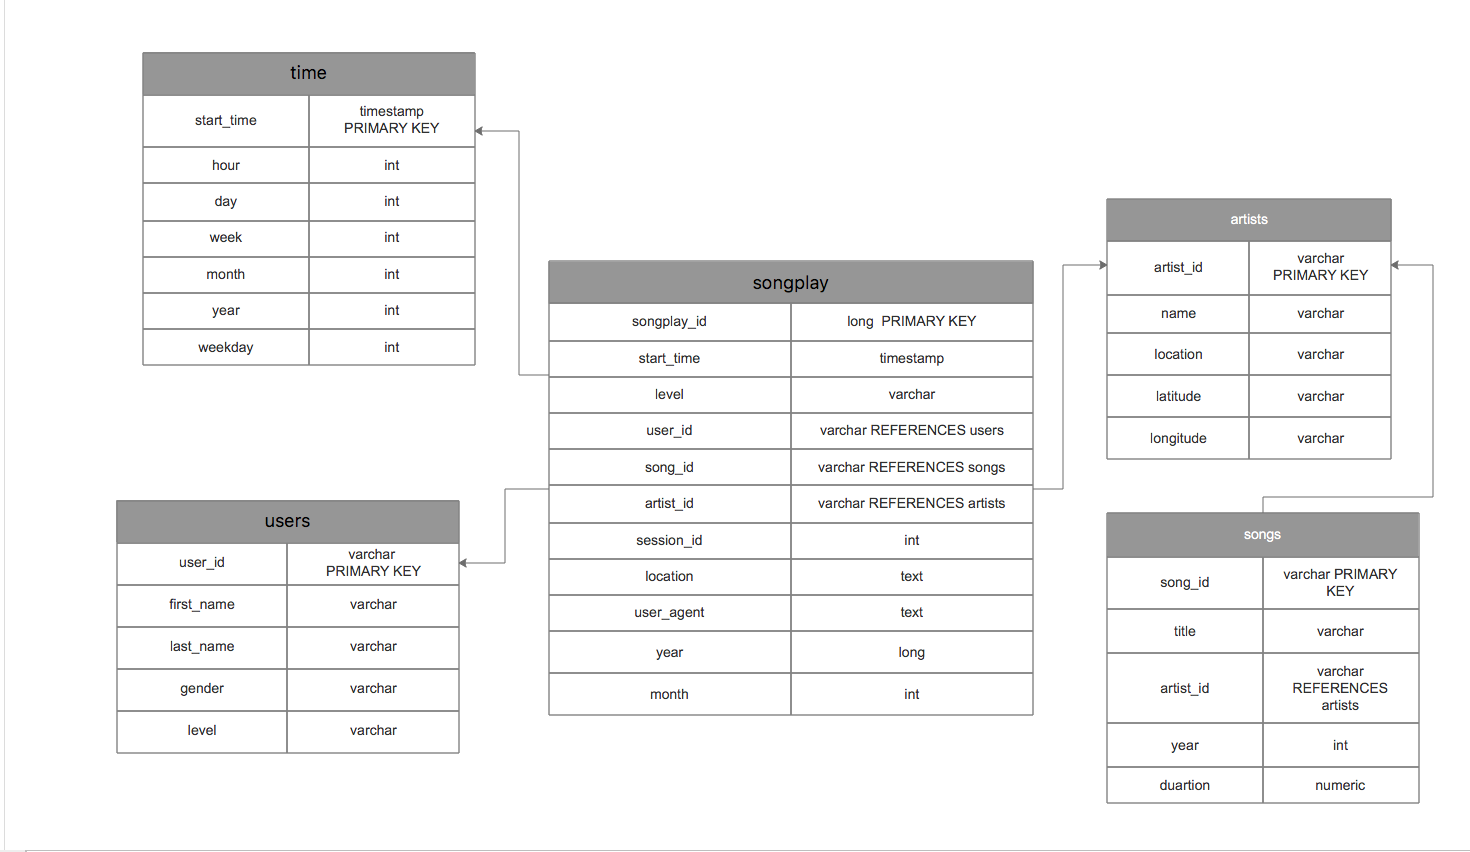 time
start_time
timestamp
PRIMARY KEY
hour int
day int
week int
month int
year int
weekday int
users
user_id
varchar
PRIMARY KEY
first_name varchar
last_name varchar
gender varchar
level varchar
songplay
songplay_id long PRIMARY KEY
start_time timestamp
level varchar
user_id varchar REFERENCES users
song_id varchar REFERENCES songs
artist_id varchar REFERENCES artists
session_id int
location text
user_agent text
year long
month int
artists
artist_id
varchar
PRIMARY KEY
name varchar
location varchar
latitude varchar
longitude varchar
songs
song_id
varchar PRIMARY
KEY
title varchar
artist_id
varchar
REFERENCES
artists
year int
duartion numeric